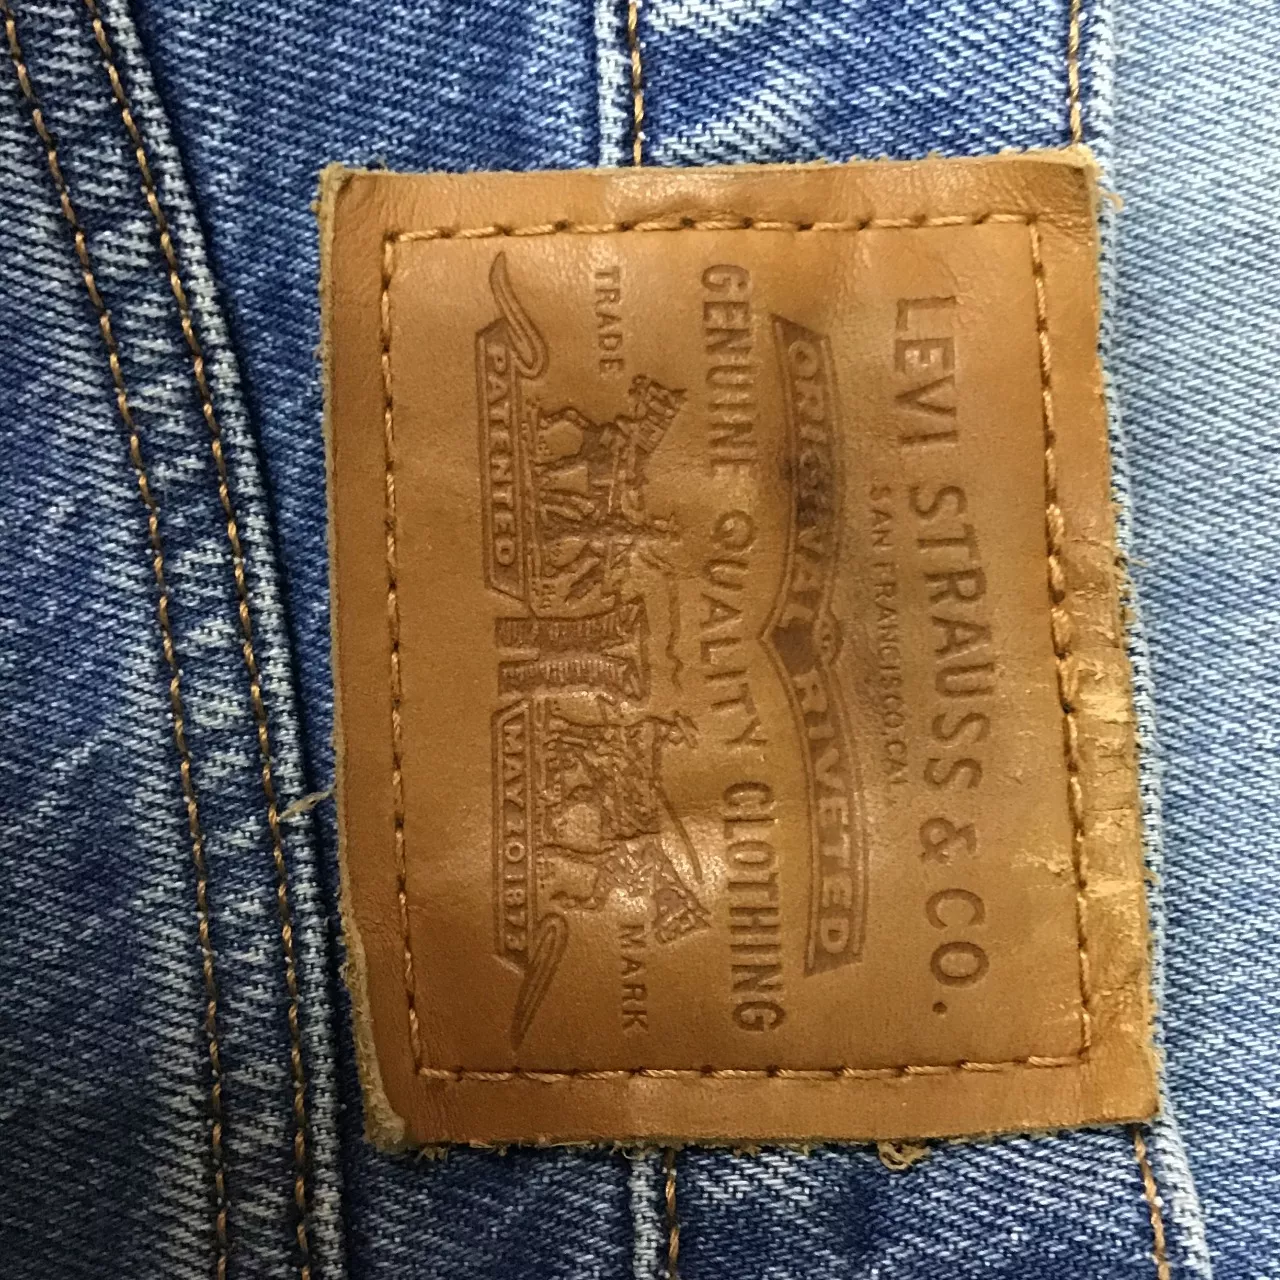 LEVI STRAUSS & CO.
SAN FRANCISCO, CAL
ORIGINAL RIVETED
GENUINE QUALITY CLOTHING
TRADE MARK
PATENTED MAY 20 1873